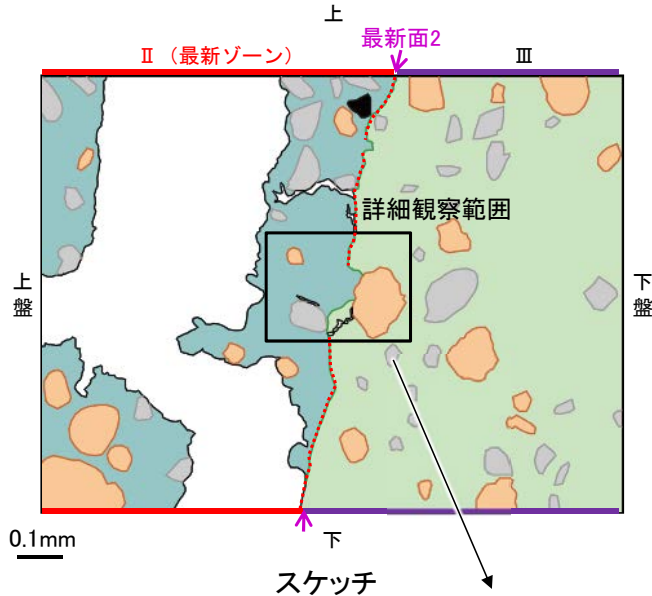 上
最新面2
Ⅱ（最新ゾーン）
Ⅲ
詳細観察範囲
上盤
下盤
下
0.1mm
スケッチ